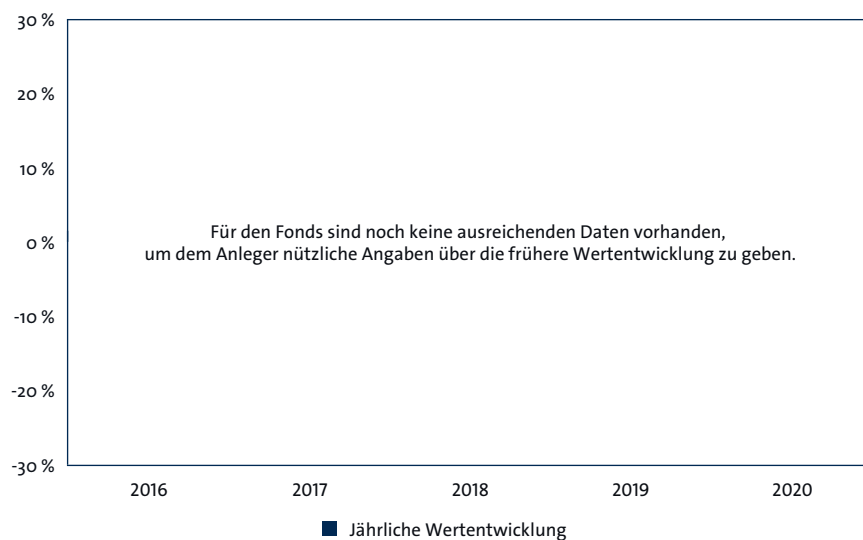 30 %
20 %
10 %
0 %
-10 %
-20 %
-30 %
Für den Fonds sind noch keine ausreichenden Daten vorhanden,
um dem Anleger nützliche Angaben über die frühere Wertentwicklung zu geben.
2016 2017 2018 2019 2020
Jährliche Wertentwicklung